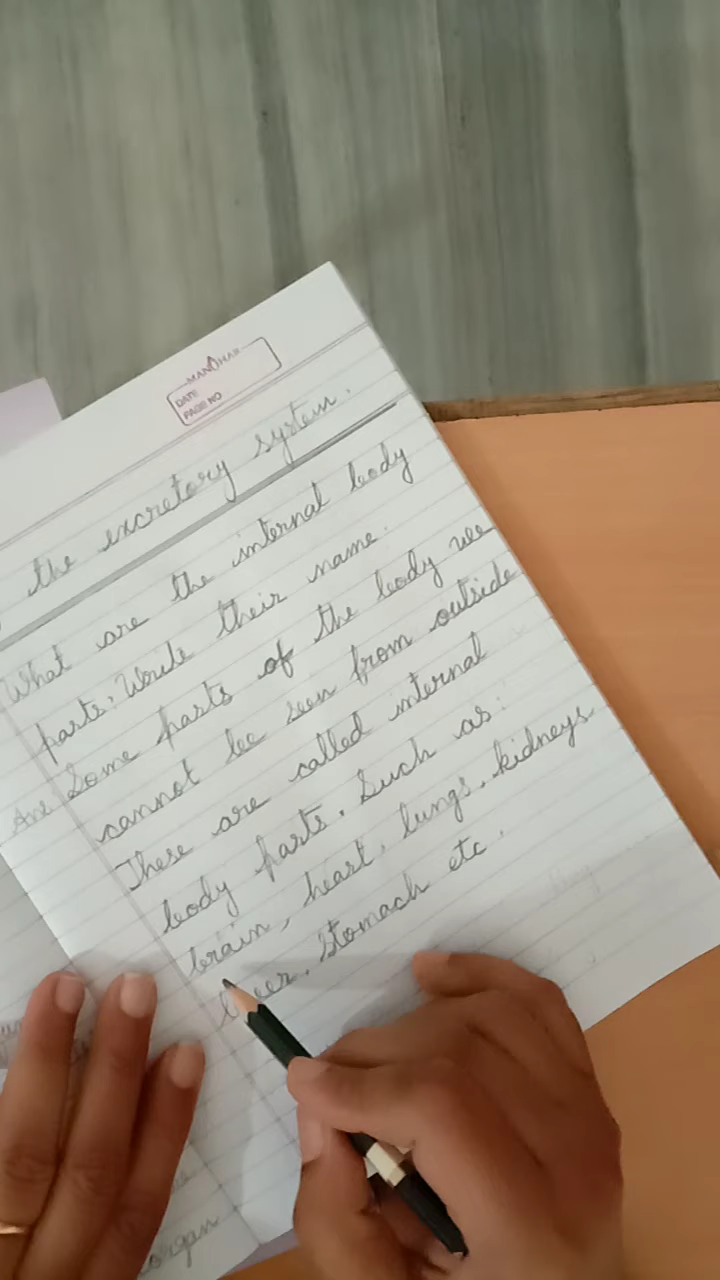 MANOHAR
DATE
PAGE NO
the excretory system.
What are the internal body
parts. Write their name.
Ans Some parts of the body we
cannot be seen from outside
These are called internal
body parts. Such as:
brain, heart, lungs, kidneys
liver, stomach etc.
organ